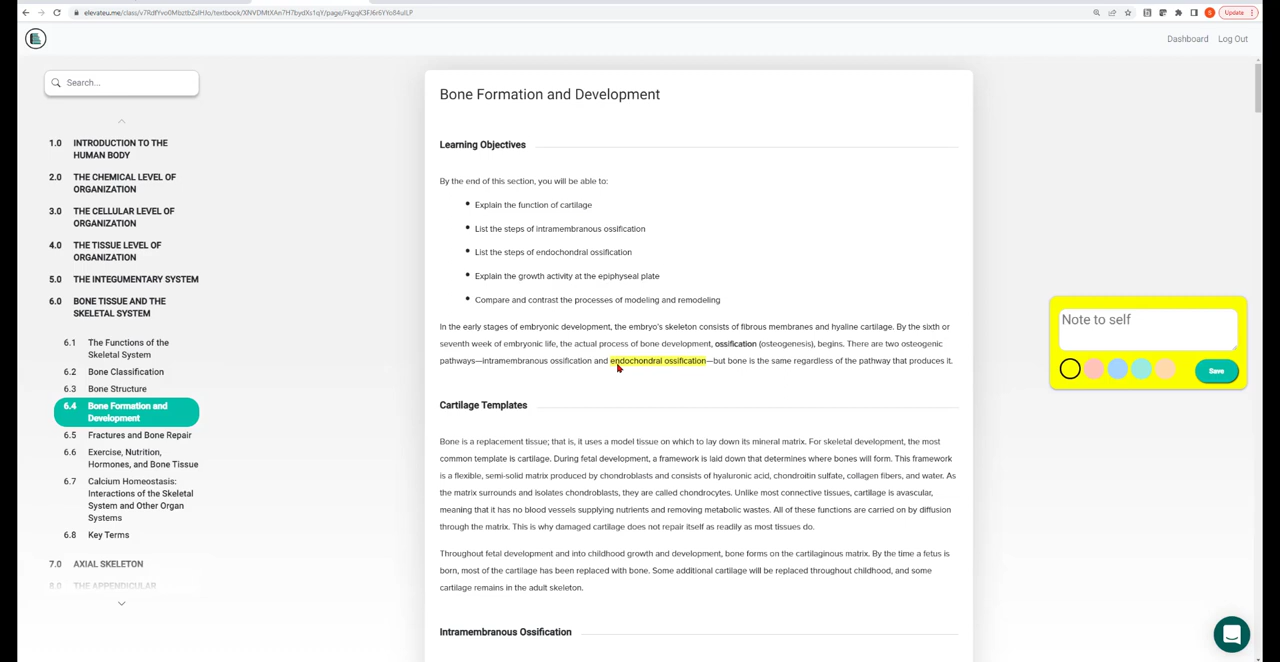 elevateu.me/class/v7RdfYvo0MbztbZslHJo/textbook/XNVDMtXAn7H7bydXs1qY/page/FkgqK3FJ6r6YYo84uILP
Update
Dashboard
Log Out
Search...
1.0 INTRODUCTION TO THE
HUMAN BODY
2.0 THE CHEMICAL LEVEL OF
ORGANIZATION
3.0 THE CELLULAR LEVEL OF
ORGANIZATION
4.0 THE TISSUE LEVEL OF
ORGANIZATION
5.0 THE INTEGUMENTARY SYSTEM
6.0 BONE TISSUE AND THE
SKELETAL SYSTEM
6.1 The Functions of the
Skeletal System
6.2 Bone Classification
6.3 Bone Structure
6.4 Bone Formation and
Development
6.5 Fractures and Bone Repair
6.6 Exercise, Nutrition,
Hormones, and Bone Tissue
6.7 Calcium Homeostasis:
Interactions of the Skeletal
System and Other Organ
Systems
6.8 Key Terms
7.0 AXIAL SKELETON
8.0 THE APPENDICULAR
Bone Formation and Development
Learning Objectives
By the end of this section, you will be able to:
• Explain the function of cartilage
• List the steps of intramembranous ossification
• List the steps of endochondral ossification
• Explain the growth activity at the epiphyseal plate
• Compare and contrast the processes of modeling and remodeling
In the early stages of embryonic development, the embryo's skeleton consists of fibrous membranes and hyaline cartilage. By the sixth or
seventh week of embryonic life, the actual process of bone development, ossification (osteogenesis), begins. There are two osteogenic
pathways—intramembranous ossification and endochondral ossification—but bone is the same regardless of the pathway that produces it.
Cartilage Templates
Bone is a replacement tissue; that is, it uses a model tissue on which to lay down its mineral matrix. For skeletal development, the most
common template is cartilage. During fetal development, a framework is laid down that determines where bones will form. This framework
is a flexible, semi-solid matrix produced by chondroblasts and consists of hyaluronic acid, chondroitin sulfate, collagen fibers, and water. As
the matrix surrounds and isolates chondroblasts, they are called chondrocytes. Unlike most connective tissues, cartilage is avascular,
meaning that it has no blood vessels supplying nutrients and removing metabolic wastes. All of these functions are carried on by diffusion
through the matrix. This is why damaged cartilage does not repair itself as readily as most tissues do.
Throughout fetal development and into childhood growth and development, bone forms on the cartilaginous matrix. By the time a fetus is
born, most of the cartilage has been replaced with bone. Some additional cartilage will be replaced throughout childhood, and some
cartilage remains in the adult skeleton.
Intramembranous Ossification
Note to self
Save